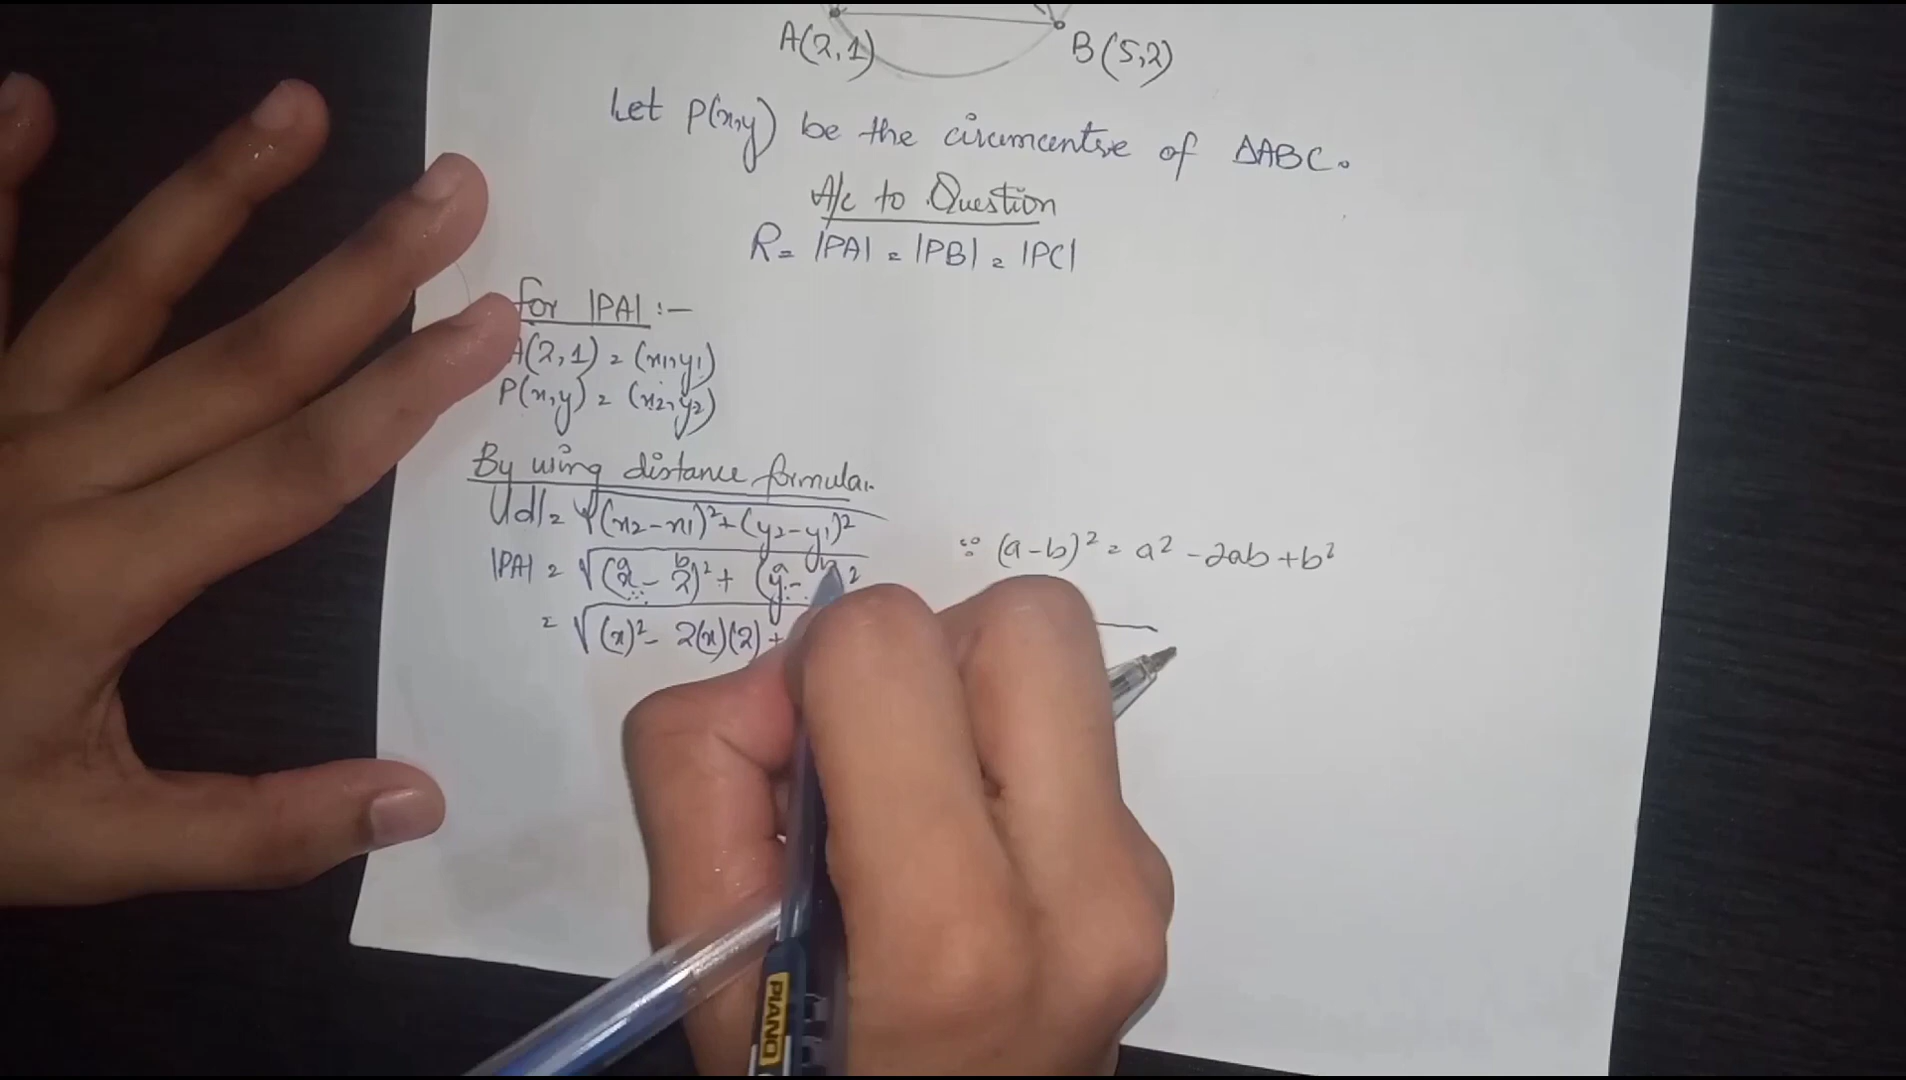 A(2,1) B(5,2)
Let P(x,y) be the circumcentre of ΔABC.
A/c to Question
R = |PA| = |PB| = |PC|
for |PA| :-
A(2,1) = (x1,y1)
P(x,y) = (x2,y2)
By using distance formula.
|d| = √(x2-x1)²+(y2-y1)²
a b a b
|PA| = √(x-2)²+(y- )²
∵ (a-b)² = a²-2ab+b²
= √(x)²-2(x)(2)+
PIANO